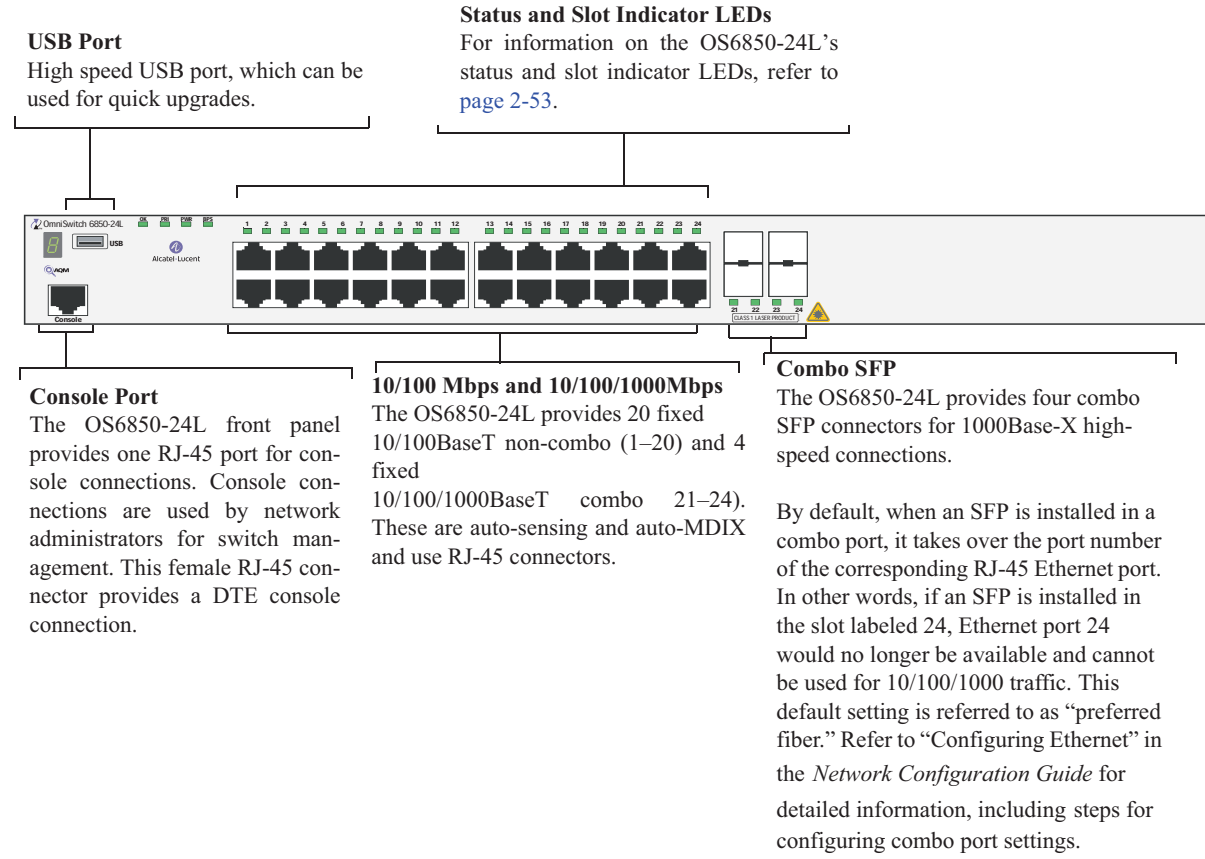 USB Port
High speed USB port, which can be
used for quick upgrades.
Status and Slot Indicator LEDs
For information on the OS6850-24L’s
status and slot indicator LEDs, refer to
page 2-53.
OmniSwitch 6850-24L
OK PRI PWR BPS
USB
AQM
Alcatel·Lucent
Console
1 2 3 4 5 6 7 8 9 10 11 12
13 14 15 16 17 18 19 20 21 22 23 24
21 22 23 24
CLASS 1 LASER PRODUCT
Console Port
The OS6850-24L front panel
provides one RJ-45 port for con-
sole connections. Console con-
nections are used by network
administrators for switch man-
agement. This female RJ-45 con-
nector provides a DTE console
connection.
10/100 Mbps and 10/100/1000Mbps
The OS6850-24L provides 20 fixed
10/100BaseT non-combo (1–20) and 4
fixed
10/100/1000BaseT combo 21–24).
These are auto-sensing and auto-MDIX
and use RJ-45 connectors.
Combo SFP
The OS6850-24L provides four combo
SFP connectors for 1000Base-X high-
speed connections.
By default, when an SFP is installed in a
combo port, it takes over the port number
of the corresponding RJ-45 Ethernet port.
In other words, if an SFP is installed in
the slot labeled 24, Ethernet port 24
would no longer be available and cannot
be used for 10/100/1000 traffic. This
default setting is referred to as “preferred
fiber.” Refer to “Configuring Ethernet” in
the Network Configuration Guide for
detailed information, including steps for
configuring combo port settings.